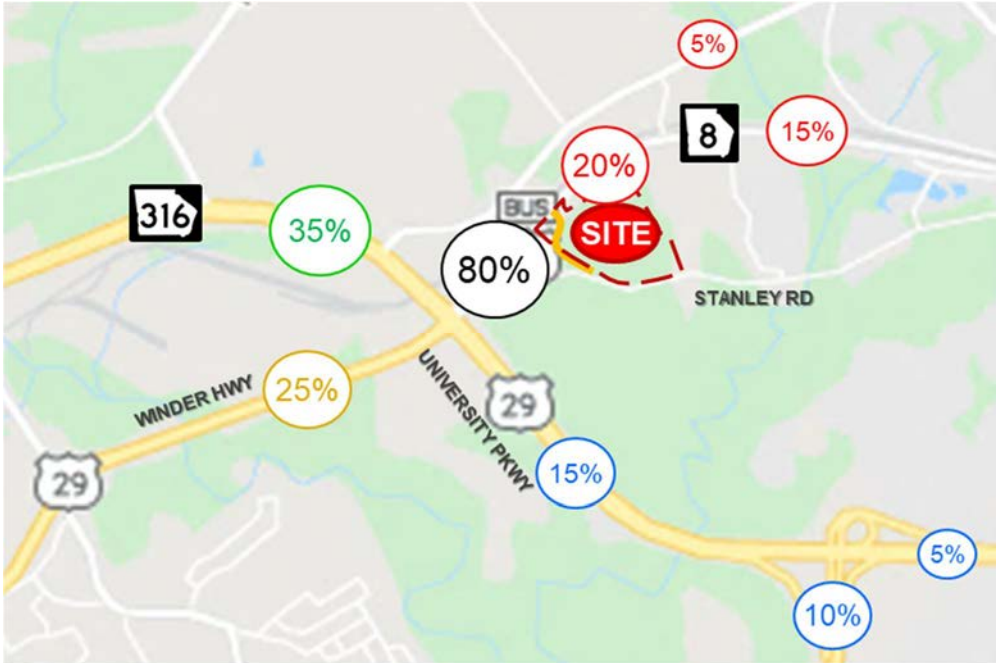 5%
8
15%
20%
316
BUS
35%
SITE
80%
STANLEY RD
WINDER HWY
25%
UNIVERSITY PKWY
29
29
15%
5%
10%